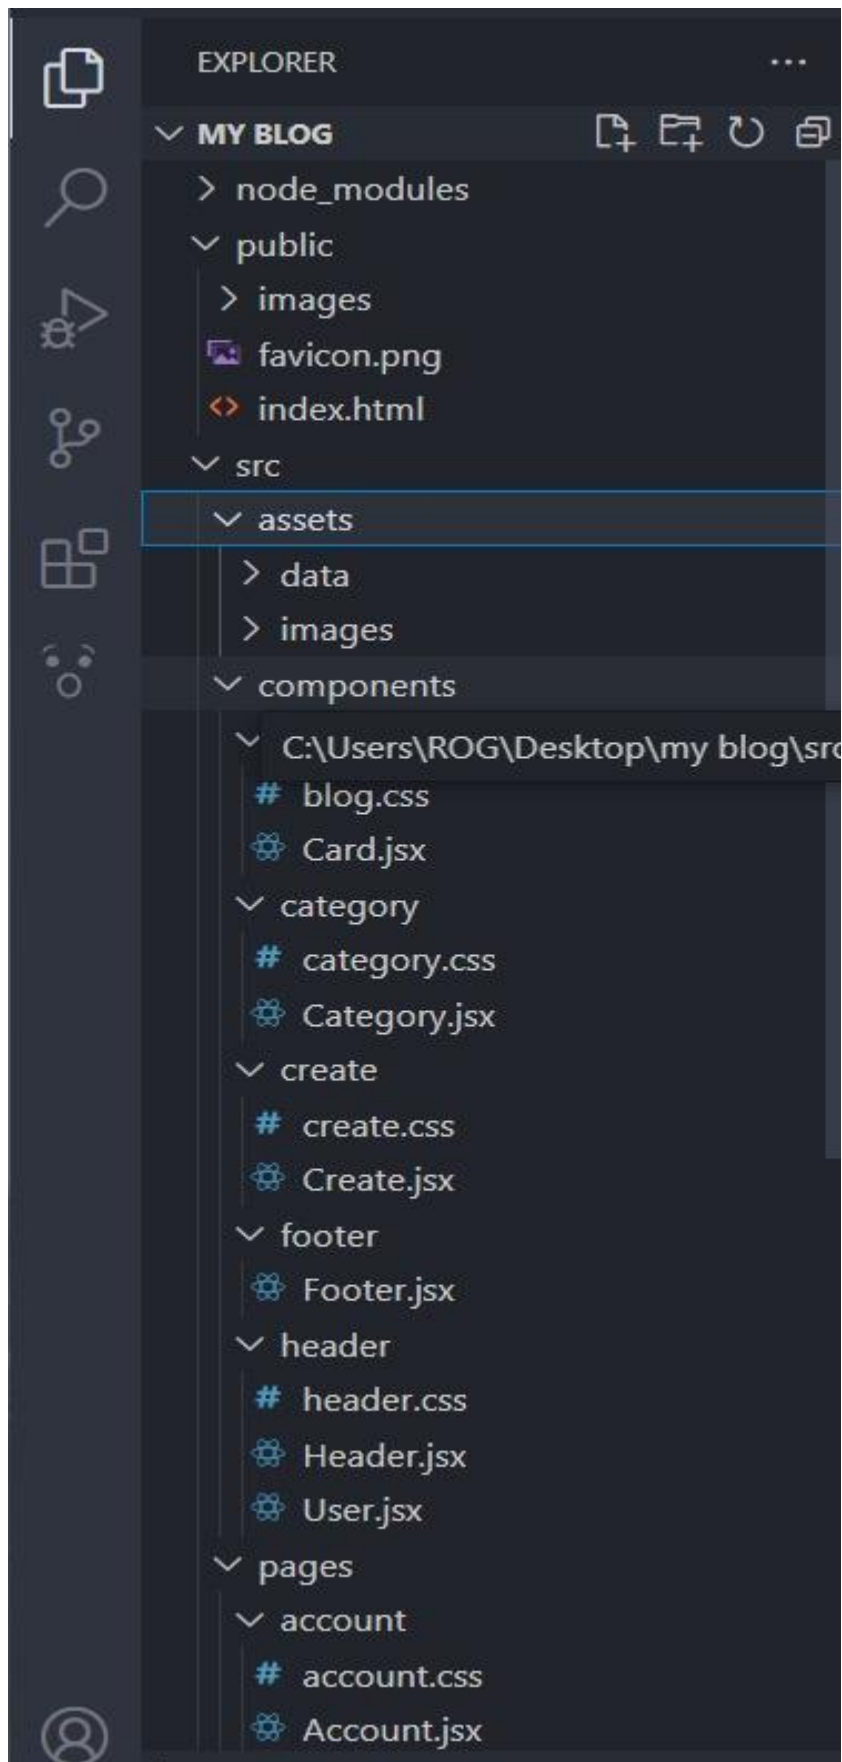 EXPLORER
MY BLOG
node_modules
public
images
favicon.png
index.html
src
assets
data
images
components
C:\Users\ROG\Desktop\my blog\src
blog.css
Card.jsx
category
category.css
Category.jsx
create
create.css
Create.jsx
footer
Footer.jsx
header
header.css
Header.jsx
User.jsx
pages
account
account.css
Account.jsx